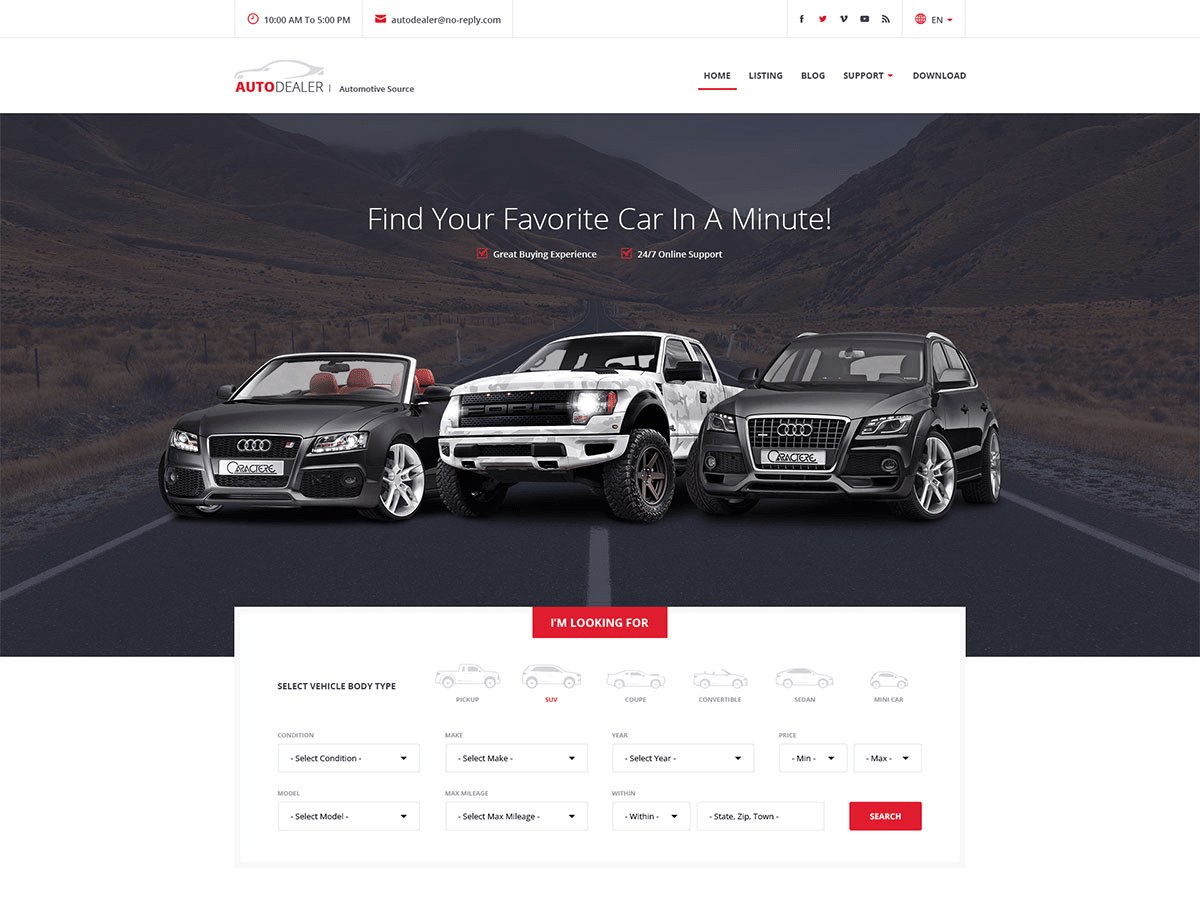 10:00 AM To 5:00 PM
autodealer@no-reply.com
EN
AUTODEALER | Automotive Source
HOME LISTING BLOG SUPPORT DOWNLOAD
Find Your Favorite Car In A Minute!
Great Buying Experience 24/7 Online Support
FORD
CARACTERE
CARACTERE
I'M LOOKING FOR
SELECT VEHICLE BODY TYPE
PICKUP SUV COUPE CONVERTIBLE SEDAN MINI CAR
CONDITION MAKE YEAR PRICE
- Select Condition - - Select Make - - Select Year - - Min - - Max -
MODEL MAX MILEAGE WITHIN
- Select Model - - Select Max Mileage - - Within - - State, Zip, Town -
SEARCH